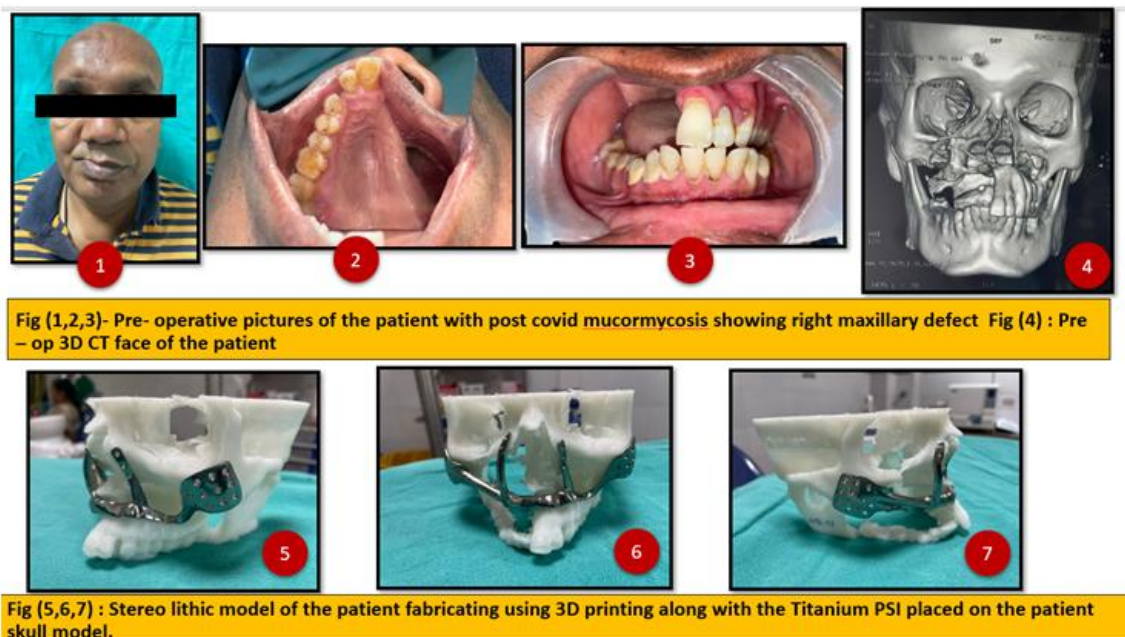 SRF
1
2
3
4
Fig (1,2,3)- Pre- operative pictures of the patient with post covid mucormycosis showing right maxillary defect Fig (4) : Pre
– op 3D CT face of the patient
5
6
7
Fig (5,6,7) : Stereo lithic model of the patient fabricating using 3D printing along with the Titanium PSI placed on the patient
skull model.